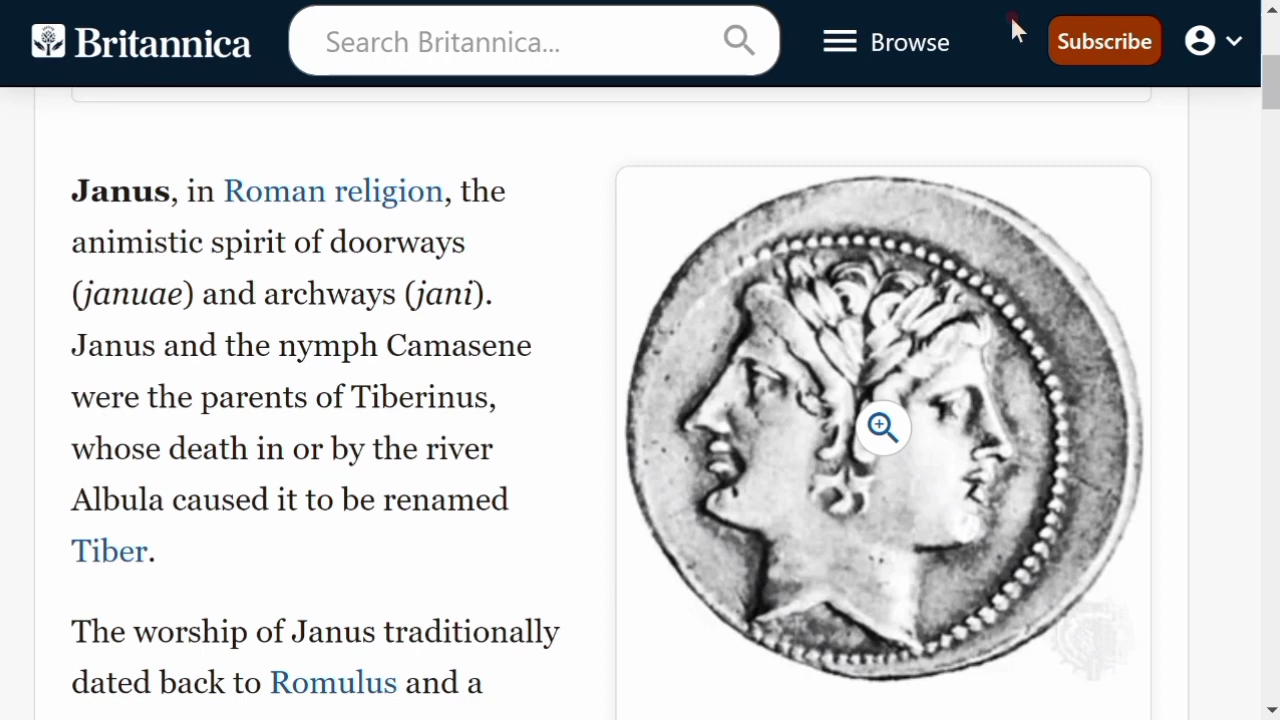 Britannica
Search Britannica...
Browse
Subscribe
Janus, in Roman religion, the
animistic spirit of doorways
(januae) and archways (jani).
Janus and the nymph Camasene
were the parents of Tiberinus,
whose death in or by the river
Albula caused it to be renamed
Tiber.
The worship of Janus traditionally
dated back to Romulus and a